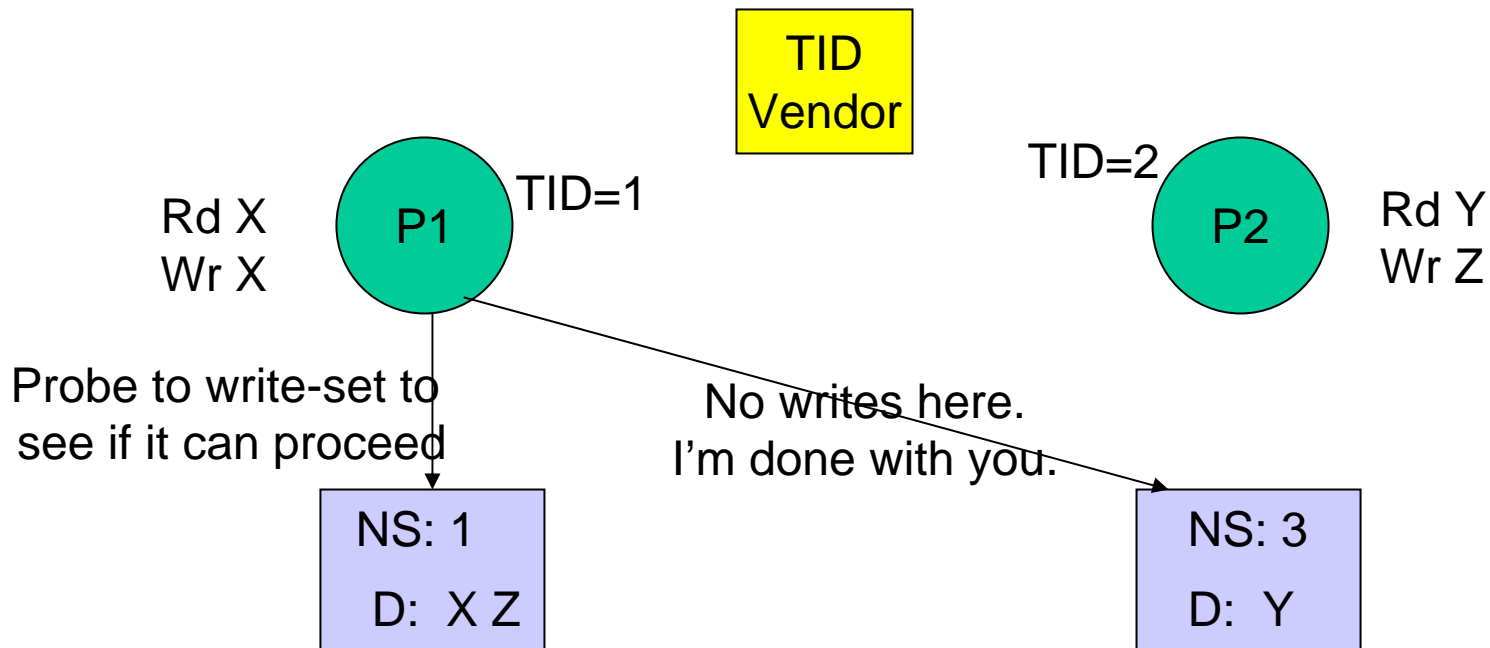 TID
Vendor
TID=1
TID=2
Rd X
Wr X
P1
P2
Rd Y
Wr Z
Probe to write-set to
see if it can proceed
No writes here.
I'm done with you.
NS: 1
D: X Z
NS: 3
D: Y